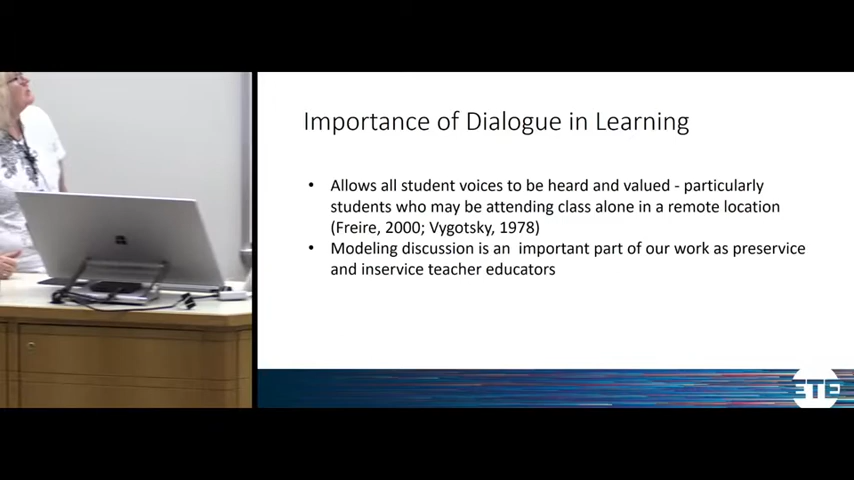 Importance of Dialogue in Learning
• Allows all student voices to be heard and valued - particularly
students who may be attending class alone in a remote location
(Freire, 2000; Vygotsky, 1978)
• Modeling discussion is an important part of our work as preservice
and inservice teacher educators
ETE